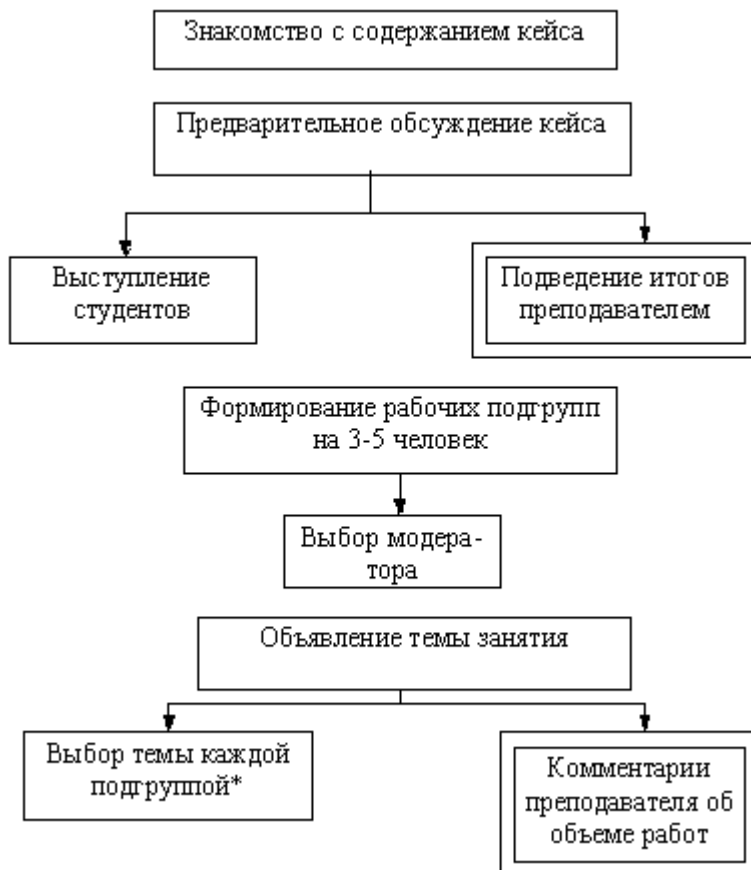 Знакомство с содержанием кейса
Предварительное обсуждение кейса
Выступление
студентов
Подведение итогов
преподавателем
Формирование рабочих подгрупп
на 3-5 человек
Выбор модера-
тора
Объявление темы занятия
Выбор темы каждой
подгруппой*
Комментарии
преподавателя об
объеме работ